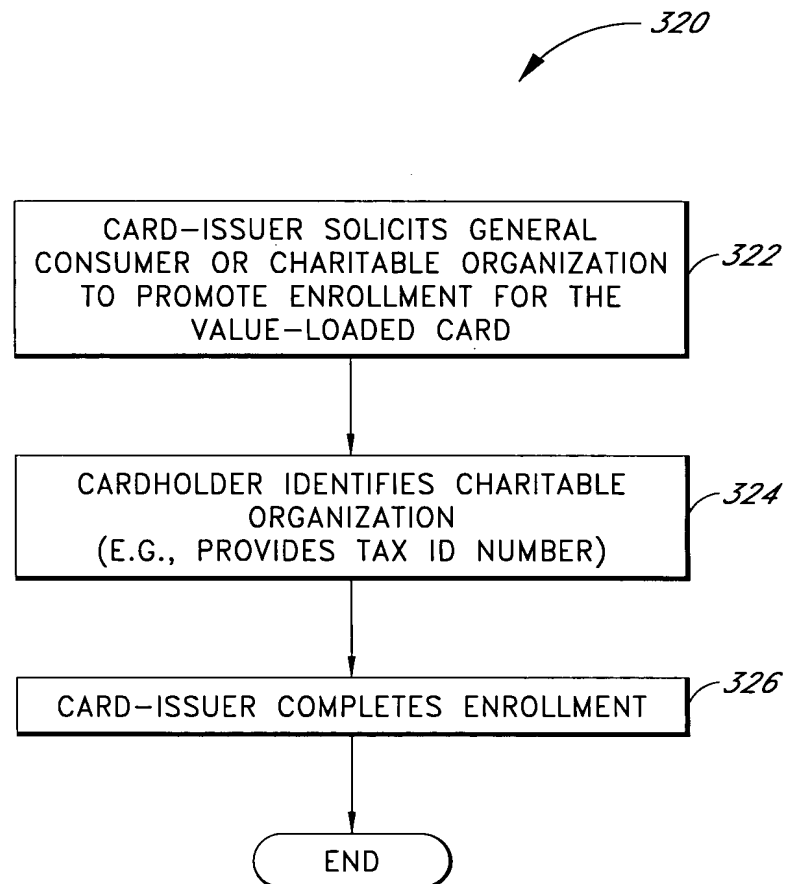 320
CARD-ISSUER SOLICITS GENERAL
CONSUMER OR CHARITABLE ORGANIZATION
TO PROMOTE ENROLLMENT FOR THE
VALUE-LOADED CARD
322
CARDHOLDER IDENTIFIES CHARITABLE
ORGANIZATION
(E.G., PROVIDES TAX ID NUMBER)
324
CARD-ISSUER COMPLETES ENROLLMENT
326
END